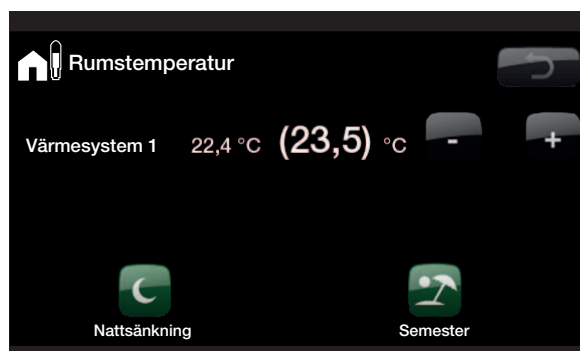 Rumstemperatur
Värmesystem 1 22,4 °C (23,5) °C - +
Nattsänkning Semester